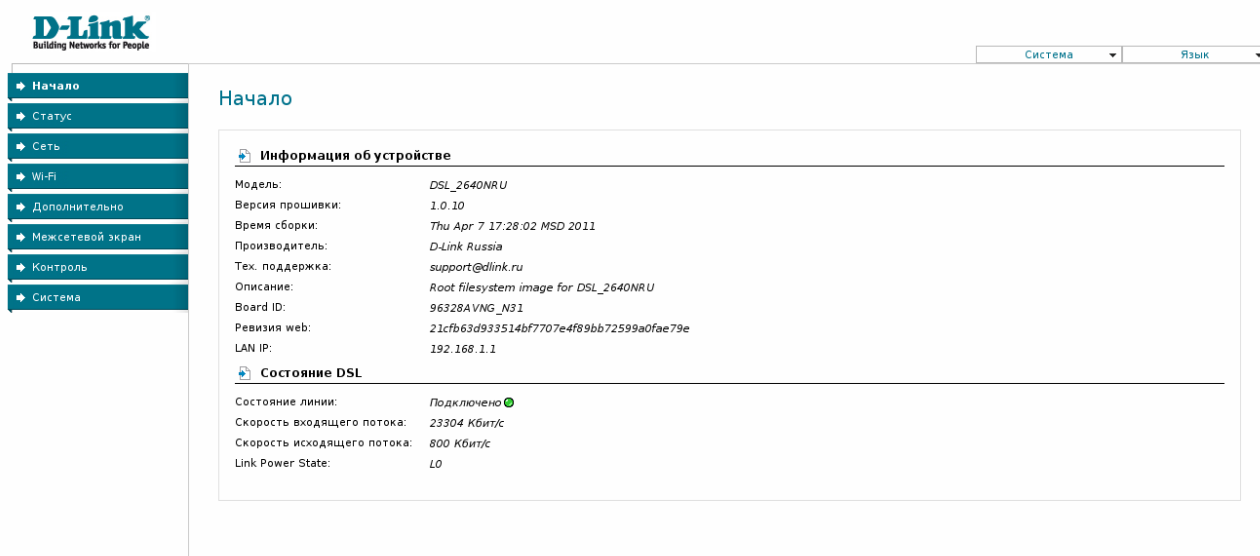 D-Link
Building Networks for People
Система
Язык
Начало
Статус
Сеть
Wi-Fi
Дополнительно
Межсетевой экран
Контроль
Система
Начало
Информация об устройстве
Модель: DSL_2640NRU
Версия прошивки: 1.0.10
Время сборки: Thu Apr 7 17:28:02 MSD 2011
Производитель: D-Link Russia
Тех. поддержка: support@dlink.ru
Описание: Root filesystem image for DSL_2640NRU
Board ID: 96328AVNG_N31
Ревизия web: 21cfb63d933514bf7707e4f89bb72599a0fae79e
LAN IP: 192.168.1.1
Состояние DSL
Состояние линии: Подключено
Скорость входящего потока: 23304 Кбит/с
Скорость исходящего потока: 800 Кбит/с
Link Power State: L0